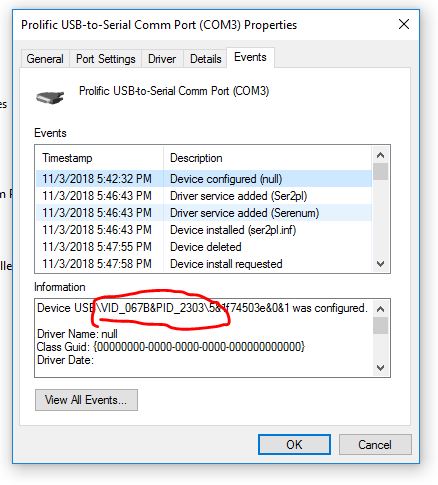 Prolific USB-to-Serial Comm Port (COM3) Properties
General Port Settings Driver Details Events
Prolific USB-to-Serial Comm Port (COM3)
Events
Timestamp Description
11/3/2018 5:42:32 PM Device configured (null)
11/3/2018 5:46:43 PM Driver service added (Ser2pl)
11/3/2018 5:46:43 PM Driver service added (Serenum)
11/3/2018 5:46:43 PM Device installed (ser2pl.inf)
11/3/2018 5:47:55 PM Device deleted
11/3/2018 5:47:58 PM Device install requested
Information
Device USB\VID_067B&PID_2303\5&1f74503e&0&1 was configured.
Driver Name: null
Class Guid: {00000000-0000-0000-0000-000000000000}
Driver Date:
View All Events...
OK Cancel